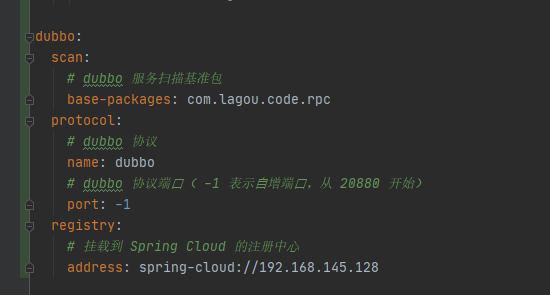 dubbo:
scan:
# dubbo 服务扫描基准包
base-packages: com.lagou.code.rpc
protocol:
# dubbo 协议
name: dubbo
# dubbo 协议端口（ -1 表示自增端口，从 20880 开始）
port: -1
registry:
# 挂载到 Spring Cloud 的注册中心
address: spring-cloud://192.168.145.128